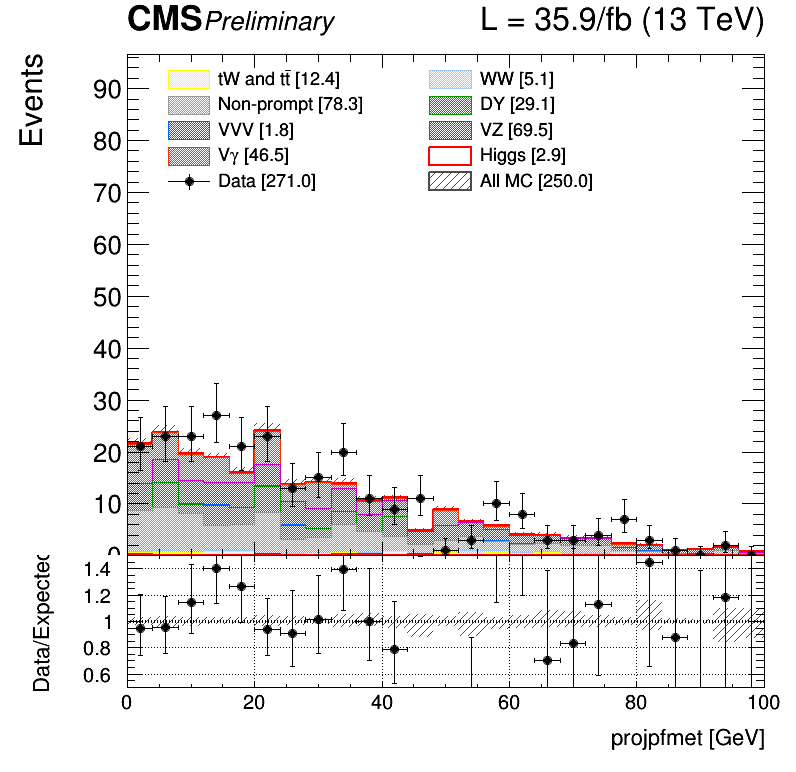 CMS Preliminary L = 35.9/fb (13 TeV)
Events
tW and tt̄ [12.4] WW [5.1]
Non-prompt [78.3] DY [29.1]
VVV [1.8] VZ [69.5]
Vγ [46.5] Higgs [2.9]
Data [271.0] All MC [250.0]
90
80
70
60
50
40
30
20
10
0
Data/Expected
1.4
1.2
1
0.8
0.6
0 20 40 60 80 100
projpfmet [GeV]